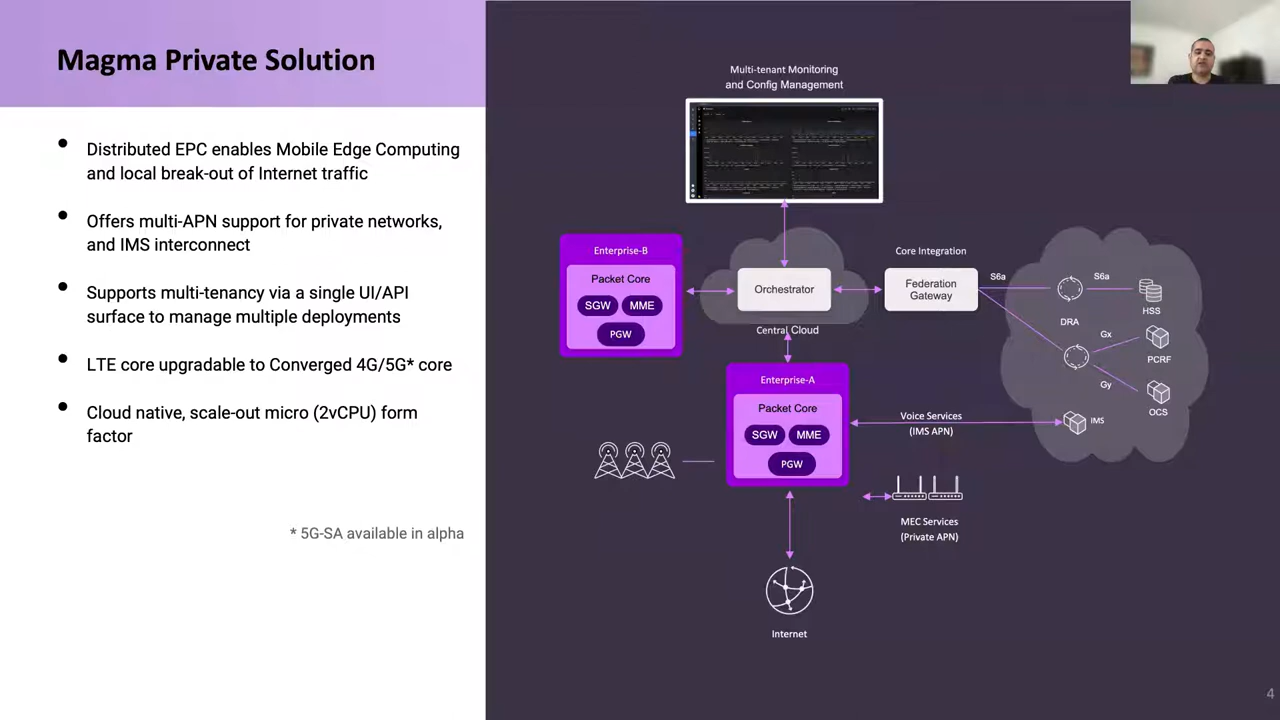 Magma Private Solution
Distributed EPC enables Mobile Edge Computing
and local break-out of Internet traffic
Offers multi-APN support for private networks,
and IMS interconnect
Supports multi-tenancy via a single UI/API
surface to manage multiple deployments
LTE core upgradable to Converged 4G/5G* core
Cloud native, scale-out micro (2vCPU) form
factor
* 5G-SA available in alpha
Multi-tenant Monitoring
and Config Management
Enterprise-B
Packet Core
SGW
MME
PGW
Orchestrator
Central Cloud
Core Integration
Federation
Gateway
S6a
S6a
DRA
HSS
Gx
PCRF
Gy
OCS
IMS
Enterprise-A
Packet Core
SGW
MME
PGW
Voice Services
(IMS APN)
MEC Services
(Private APN)
Internet
4